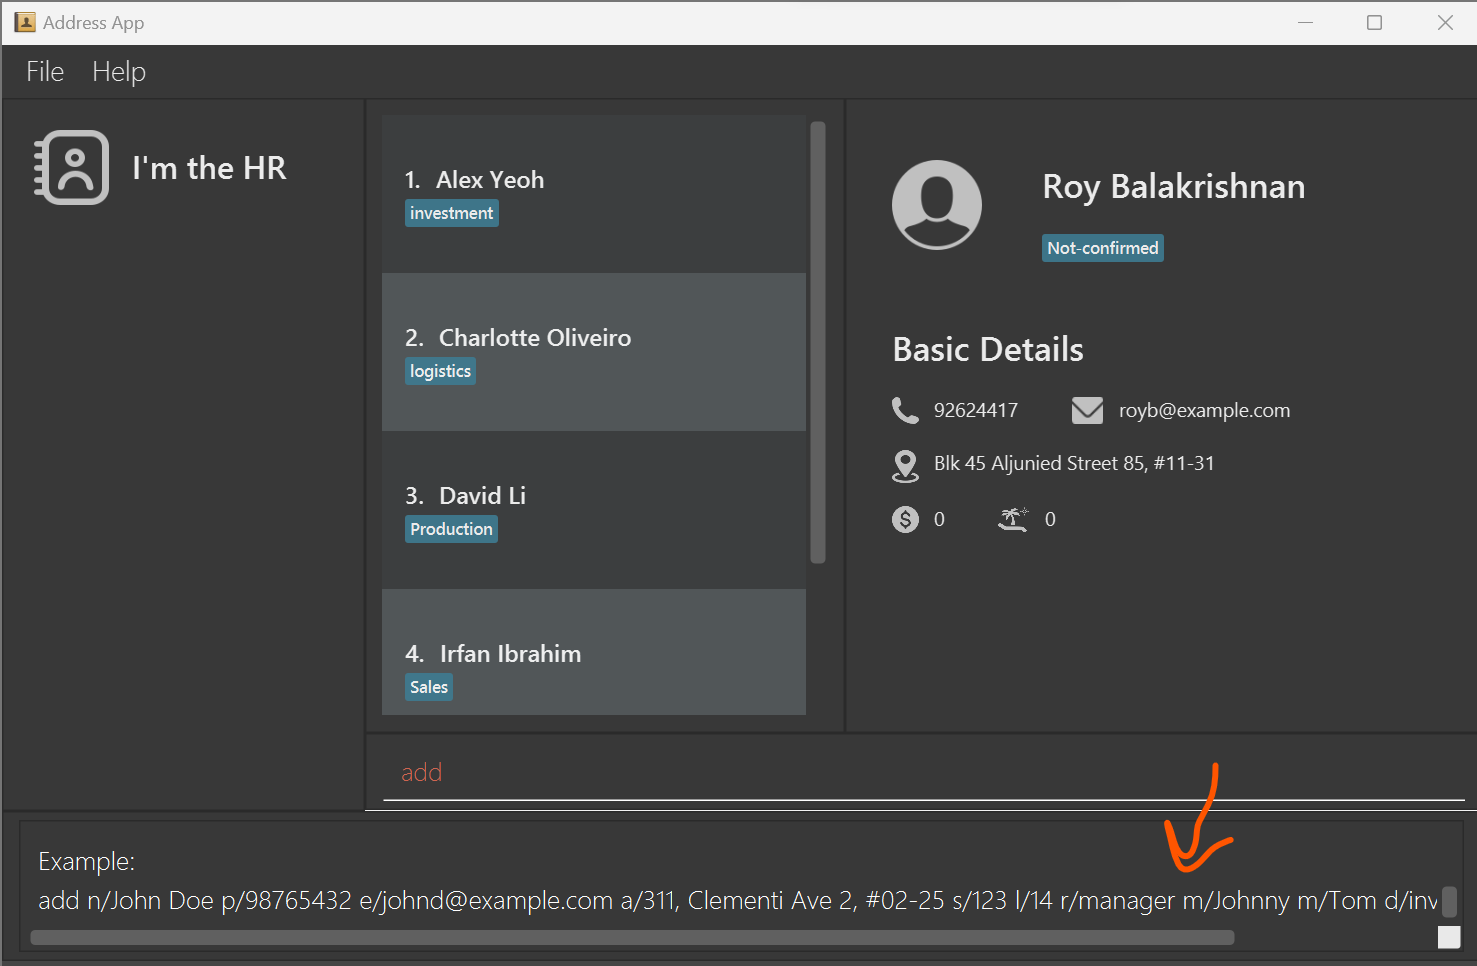 Address App
File Help
I'm the HR
1. Alex Yeoh
investment
2. Charlotte Oliveiro
logistics
3. David Li
Production
4. Irfan Ibrahim
Sales
Roy Balakrishnan
Not-confirmed
Basic Details
92624417 royb@example.com
Blk 45 Aljunied Street 85, #11-31
$ 0 0
add
Example:
add n/John Doe p/98765432 e/johnd@example.com a/311, Clementi Ave 2, #02-25 s/123 l/14 r/manager m/Johnny m/Tom d/inv